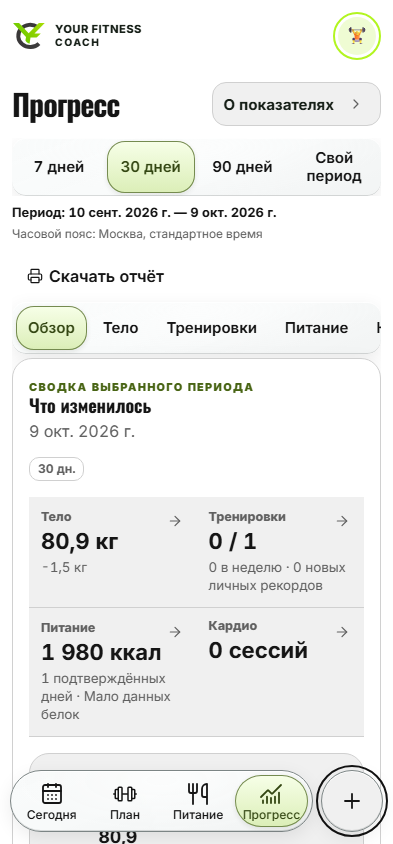 YOUR FITNESS
COACH
Прогресс
О показателях
7 дней
30 дней
90 дней
Свой
период
Период: 10 сент. 2026 г. — 9 окт. 2026 г.
Часовой пояс: Москва, стандартное время
Скачать отчёт
Обзор
Тело
Тренировки
Питание
СВОДКА ВЫБРАННОГО ПЕРИОДА
Что изменилось
9 окт. 2026 г.
30 дн.
Тело
80,9 кг
-1,5 кг
Тренировки
0 / 1
0 в неделю · 0 новых
личных рекордов
Питание
1 980 ккал
1 подтверждённых
дней · Мало данных
белок
Кардио
0 сессий
80,9
Сегодня
План
Питание
Прогресс